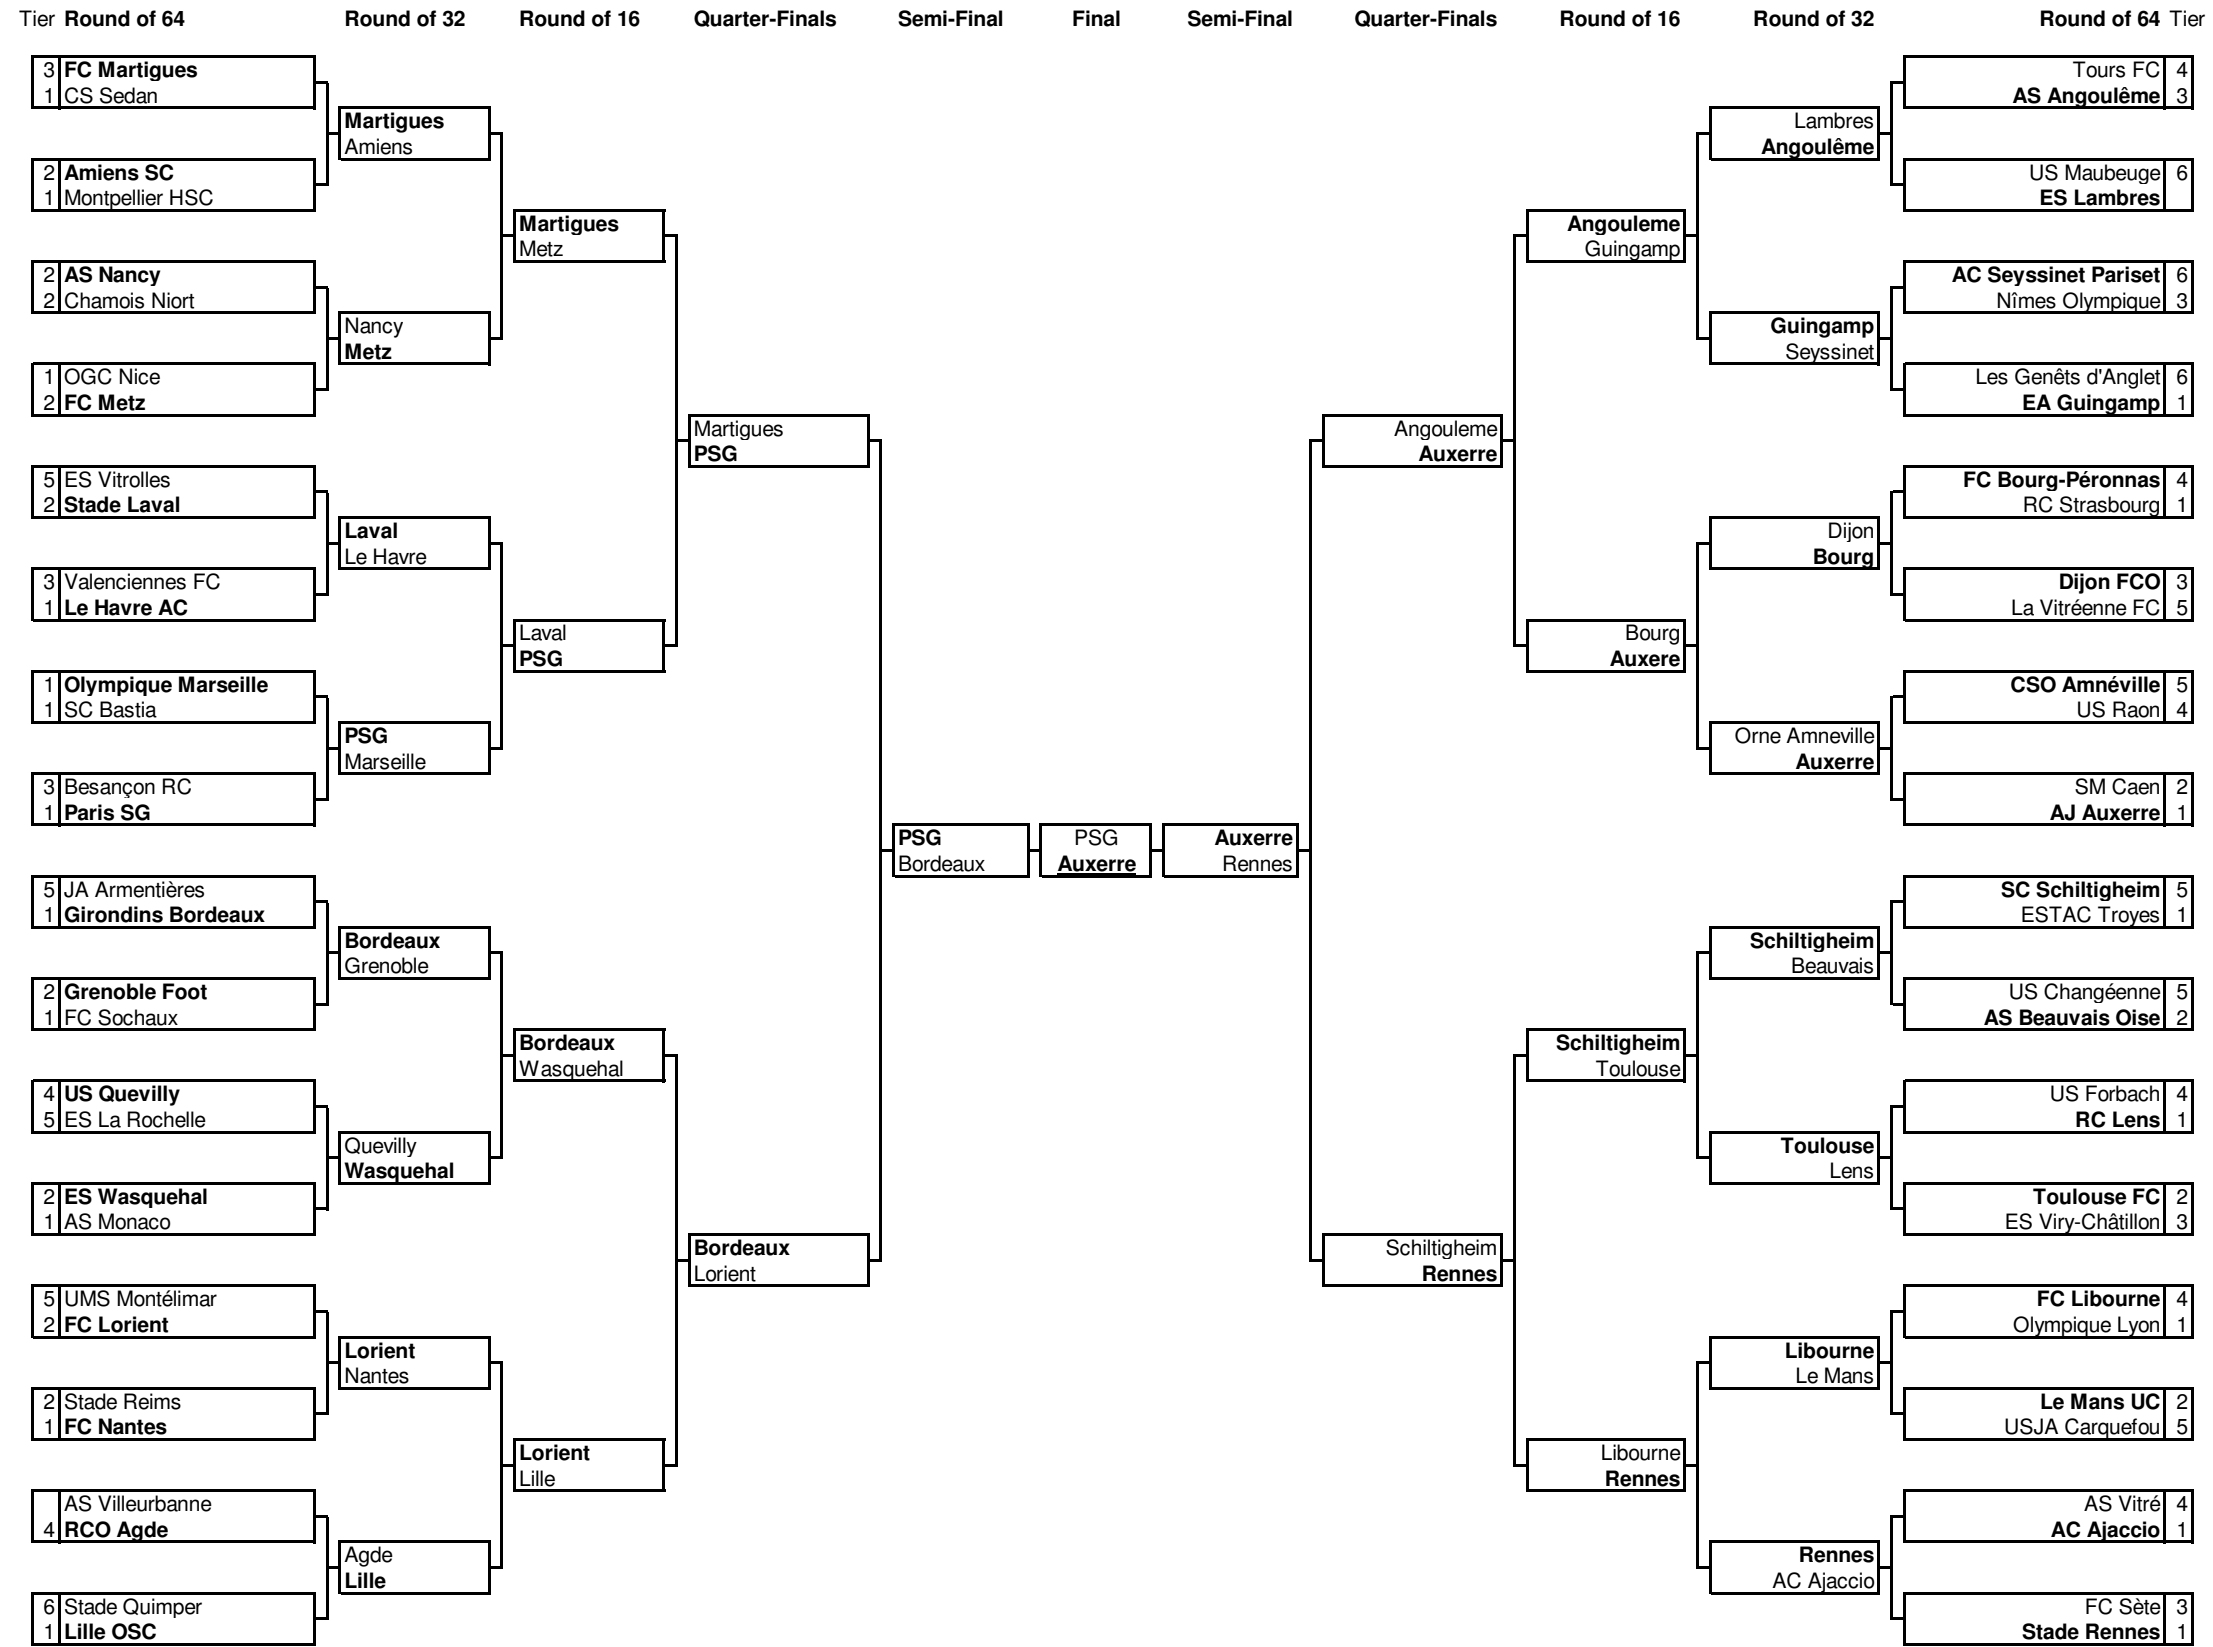 Tier Round of 64 Round of 32 Round of 16 Quarter-Finals Semi-Final Final Semi-Final Quarter-Finals Round of 16 Round of 32 Round of 64 Tier
3 FC Martigues
1 CS Sedan
2 Amiens SC
1 Montpellier HSC
2 AS Nancy
2 Chamois Niort
1 OGC Nice
2 FC Metz
5 ES Vitrolles
2 Stade Laval
3 Valenciennes FC
1 Le Havre AC
1 Olympique Marseille
1 SC Bastia
3 Besançon RC
1 Paris SG
5 JA Armentières
1 Girondins Bordeaux
2 Grenoble Foot
1 FC Sochaux
4 US Quevilly
5 ES La Rochelle
2 ES Wasquehal
1 AS Monaco
5 UMS Montélimar
2 FC Lorient
2 Stade Reims
1 FC Nantes
AS Villeurbanne
4 RCO Agde
6 Stade Quimper
1 Lille OSC
Martigues
Amiens
Nancy
Metz
Laval
Le Havre
PSG
Marseille
Bordeaux
Grenoble
Quevilly
Wasquehal
Lorient
Nantes
Agde
Lille
Martigues
Metz
Laval
PSG
Bordeaux
Wasquehal
Lorient
Lille
Martigues
PSG
Bordeaux
Lorient
PSG
Bordeaux
PSG
Auxerre
Auxerre
Rennes
Angouleme
Auxerre
Schiltigheim
Rennes
Angouleme
Guingamp
Bourg
Auxere
Schiltigheim
Toulouse
Libourne
Rennes
Lambres
Angoulême
Guingamp
Seyssinet
Dijon
Bourg
Orne Amneville
Auxerre
Schiltigheim
Beauvais
Toulouse
Lens
Libourne
Le Mans
Rennes
AC Ajaccio
Tours FC 4
AS Angoulême 3
US Maubeuge 6
ES Lambres
AC Seyssinet Pariset 6
Nîmes Olympique 3
Les Genêts d'Anglet 6
EA Guingamp 1
FC Bourg-Péronnas 4
RC Strasbourg 1
Dijon FCO 3
La Vitréenne FC 5
CSO Amnéville 5
US Raon 4
SM Caen 2
AJ Auxerre 1
SC Schiltigheim 5
ESTAC Troyes 1
US Changéenne 5
AS Beauvais Oise 2
US Forbach 4
RC Lens 1
Toulouse FC 2
ES Viry-Châtillon 3
FC Libourne 4
Olympique Lyon 1
Le Mans UC 2
USJA Carquefou 5
AS Vitré 4
AC Ajaccio 1
FC Sète 3
Stade Rennes 1